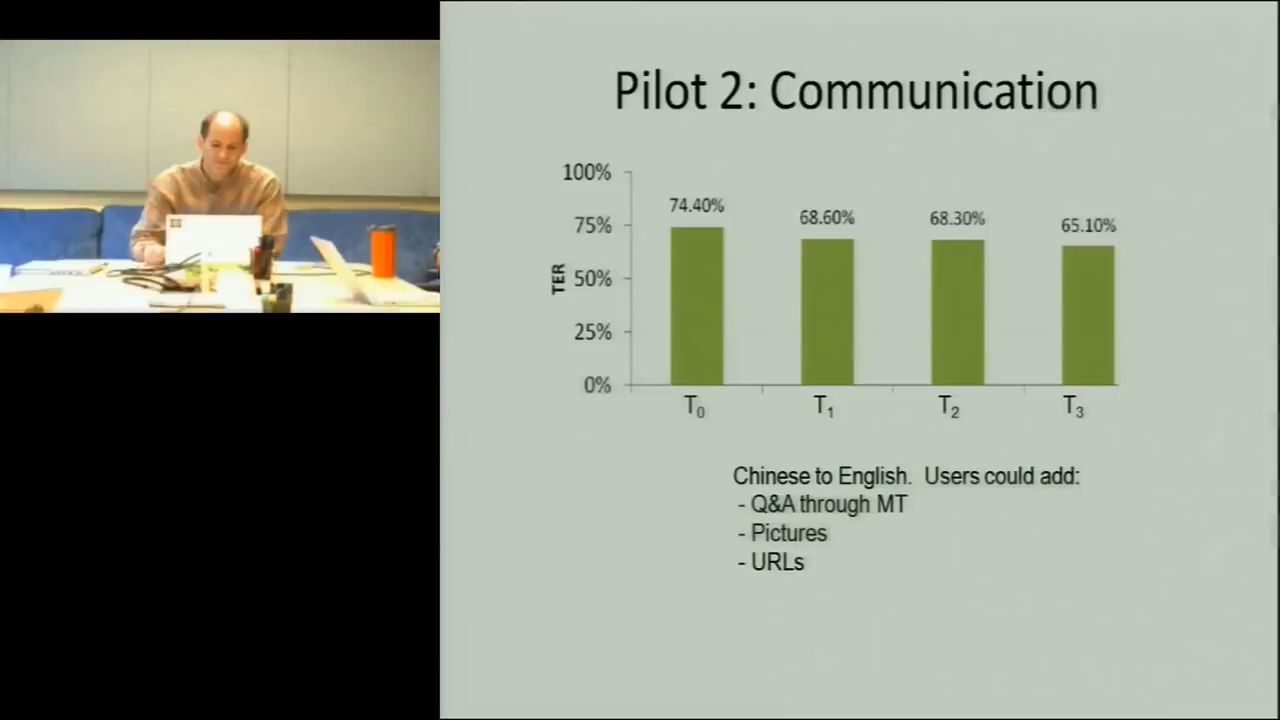 Pilot 2: Communication
100%
75%
50%
25%
0%
TER
74.40%
68.60%
68.30%
65.10%
T0
T1
T2
T3
Chinese to English. Users could add:
- Q&A through MT
- Pictures
- URLs